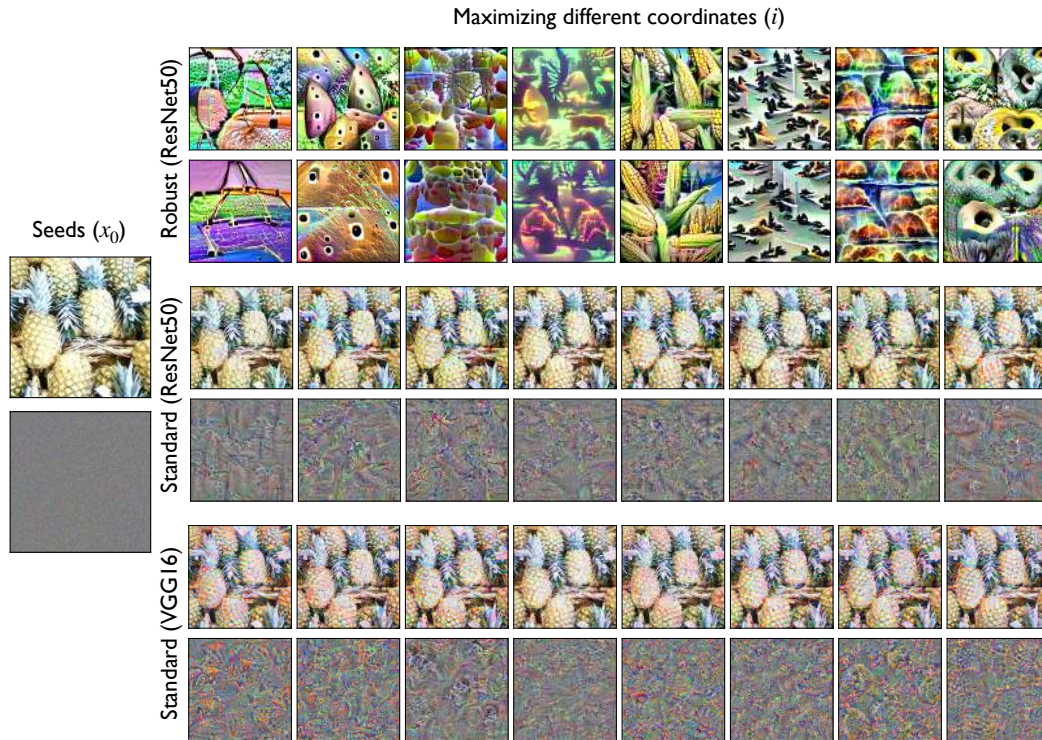 Maximizing different coordinates (i)
Seeds (x₀)
Robust (ResNet50)
Standard (ResNet50)
Standard (VGG16)